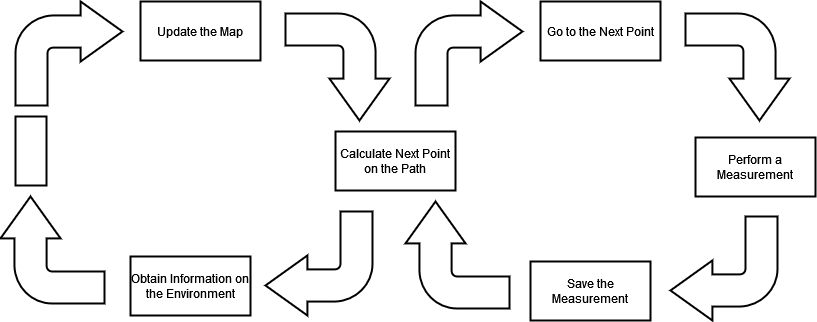 Update the Map
Go to the Next Point
Calculate Next Point
on the Path
Perform a
Measurement
Obtain Information on
the Environment
Save the
Measurement